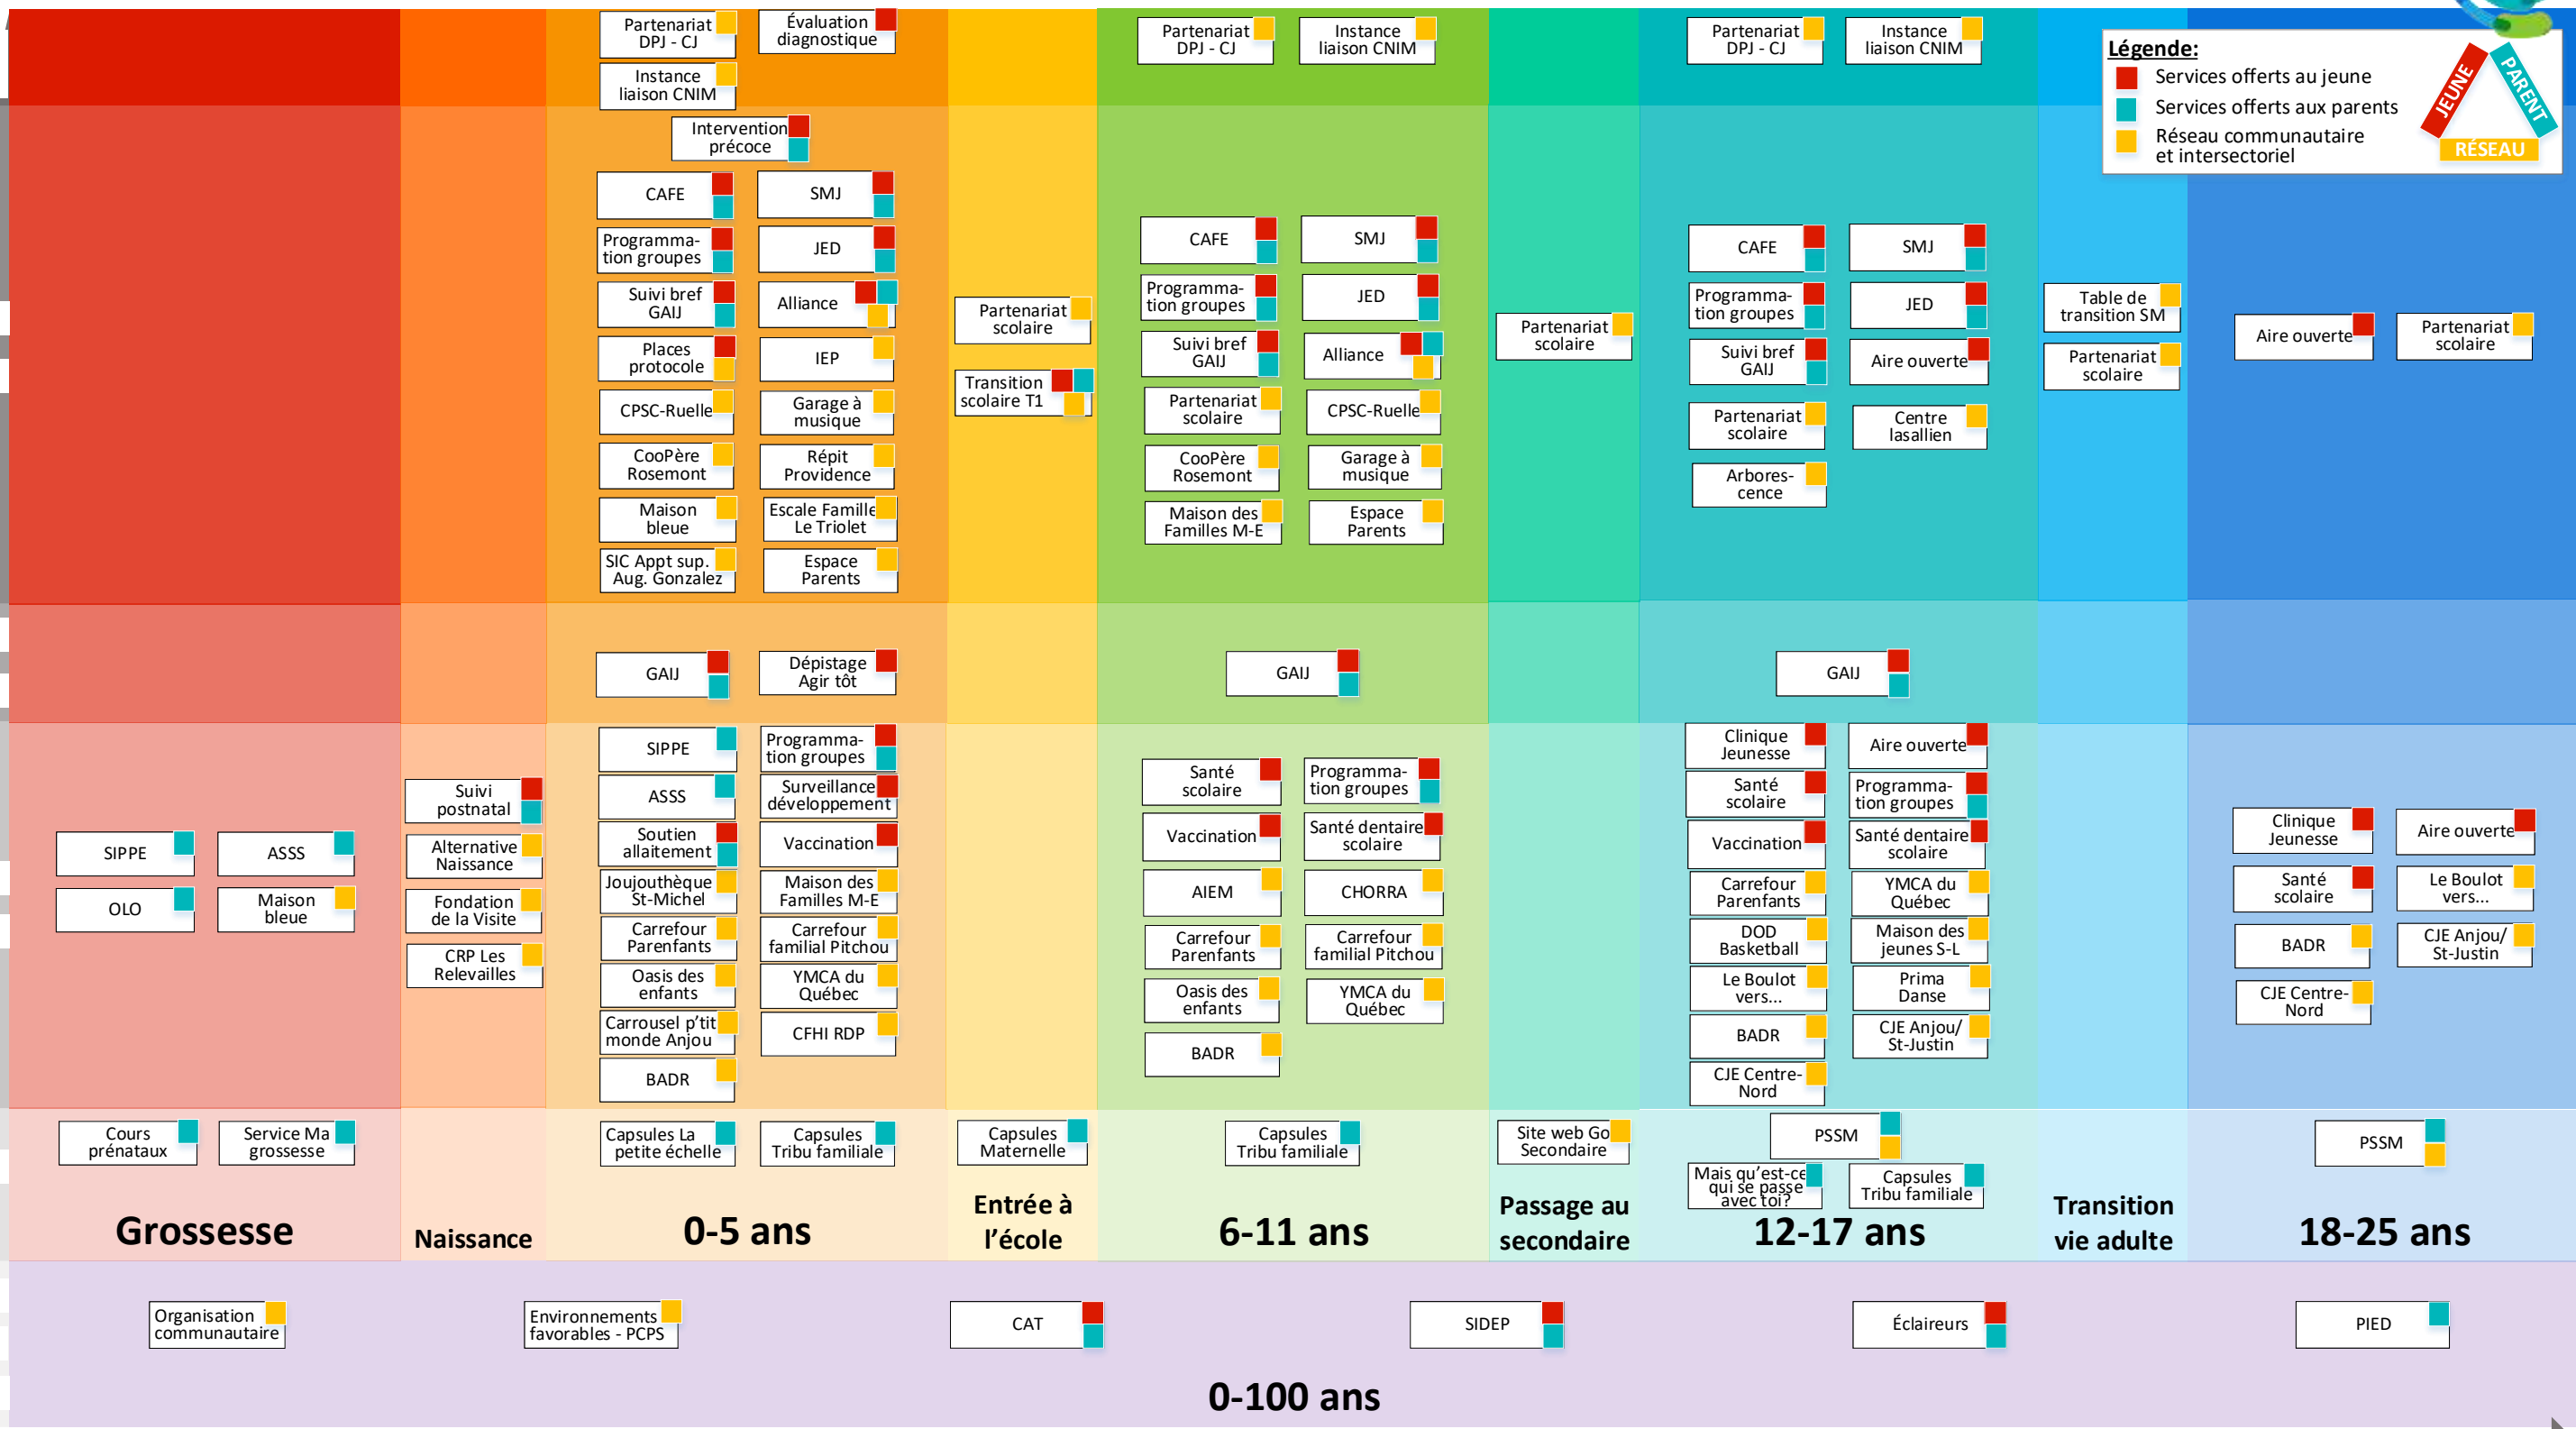 Partenariat
DPJ - CJ
Évaluation
diagnostique
Instance
liaison CNIM
Partenariat
DPJ - CJ
Instance
liaison CNIM
Partenariat
DPJ - CJ
Instance
liaison CNIM
Légende:
Services offerts au jeune
Services offerts aux parents
Réseau communautaire
et intersectoriel
JEUNE
PARENT
RÉSEAU
Intervention
précoce
CAFE
SMJ
Programma-
tion groupes
JED
Suivi bref
GAIJ
Alliance
Places
protocole
IEP
CPSC-Ruelle
Garage à
musique
CooPère
Rosemont
Répit
Providence
Maison
bleue
Escale Famille
Le Triolet
SIC Appt sup.
Aug. Gonzalez
Espace
Parents
Partenariat
scolaire
Transition
scolaire T1
CAFE
SMJ
Programma-
tion groupes
JED
Suivi bref
GAIJ
Alliance
Partenariat
scolaire
CPSC-Ruelle
CooPère
Rosemont
Garage à
musique
Maison des
Familles M-E
Espace
Parents
Partenariat
scolaire
CAFE
SMJ
Programma-
tion groupes
JED
Suivi bref
GAIJ
Aire ouverte
Partenariat
scolaire
Centre
lasallien
Arbores-
cence
Table de
transition SM
Partenariat
scolaire
Aire ouverte
Partenariat
scolaire
GAIJ
Dépistage
Agir tôt
GAIJ
GAIJ
SIPPE
ASSS
OLO
Maison
bleue
Suivi
postnatal
Alternative
Naissance
Fondation
de la Visite
CRP Les
Relevailles
SIPPE
Programma-
tion groupes
ASSS
Surveillance
développement
Soutien
allaitement
Vaccination
Joujouthèque
St-Michel
Maison des
Familles M-E
Carrefour
Parenfants
Carrefour
familial Pitchou
Oasis des
enfants
YMCA du
Québec
Carrousel p'tit
monde Anjou
CFHI RDP
BADR
Santé
scolaire
Programma-
tion groupes
Vaccination
Santé dentaire
scolaire
AIEM
CHORRA
Carrefour
Parenfants
Carrefour
familial Pitchou
Oasis des
enfants
YMCA du
Québec
BADR
Clinique
Jeunesse
Aire ouverte
Santé
scolaire
Programma-
tion groupes
Vaccination
Santé dentaire
scolaire
Carrefour
Parenfants
YMCA du
Québec
DOD
Basketball
Maison des
jeunes S-L
Le Boulot
vers...
Prima
Danse
BADR
CJE Anjou/
St-Justin
CJE Centre-
Nord
Clinique
Jeunesse
Aire ouverte
Santé
scolaire
Le Boulot
vers...
BADR
CJE Anjou/
St-Justin
CJE Centre-
Nord
Cours
prénataux
Service Ma
grossesse
Capsules La
petite échelle
Capsules
Tribu familiale
Capsules
Maternelle
Capsules
Tribu familiale
Site web Go
Secondaire
PSSM
Mais qu'est-ce
qui se passe
avec toi?
Capsules
Tribu familiale
PSSM
Grossesse
Naissance
0-5 ans
Entrée à
l'école
6-11 ans
Passage au
secondaire
12-17 ans
Transition
vie adulte
18-25 ans
Organisation
communautaire
Environnements
favorables - PCPS
CAT
SIDEP
Éclaireurs
PIED
0-100 ans